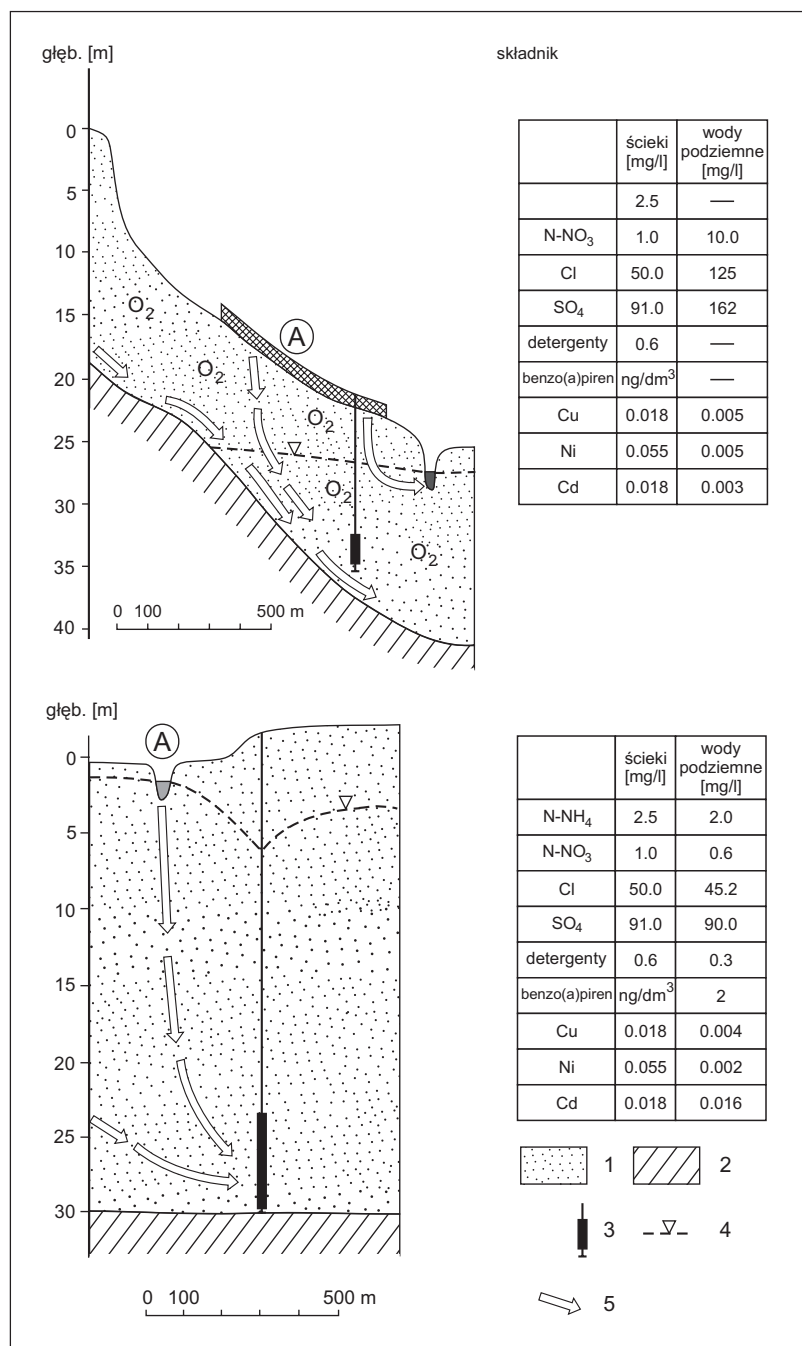 głęb. [m]
składnik
0
5
10
15
20
25
30
35
40
O2
O2
O2
O2
O2
A
0 100 500 m
ścieki [mg/l] wody podziemne [mg/l]
2.5 —
N-NO3 1.0 10.0
Cl 50.0 125
SO4 91.0 162
detergenty 0.6 —
benzo(a)piren ng/dm3 —
Cu 0.018 0.005
Ni 0.055 0.005
Cd 0.018 0.003
głęb. [m]
0
5
10
15
20
25
30
A
0 100 500 m
ścieki [mg/l] wody podziemne [mg/l]
N-NH4 2.5 2.0
N-NO3 1.0 0.6
Cl 50.0 45.2
SO4 91.0 90.0
detergenty 0.6 0.3
benzo(a)piren ng/dm3 2
Cu 0.018 0.004
Ni 0.055 0.002
Cd 0.018 0.016
1 2
3 4
5